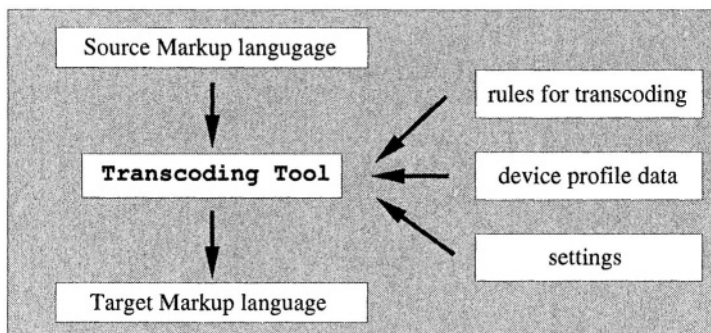 Source Markup langugage
rules for transcoding
Transcoding Tool
device profile data
settings
Target Markup language